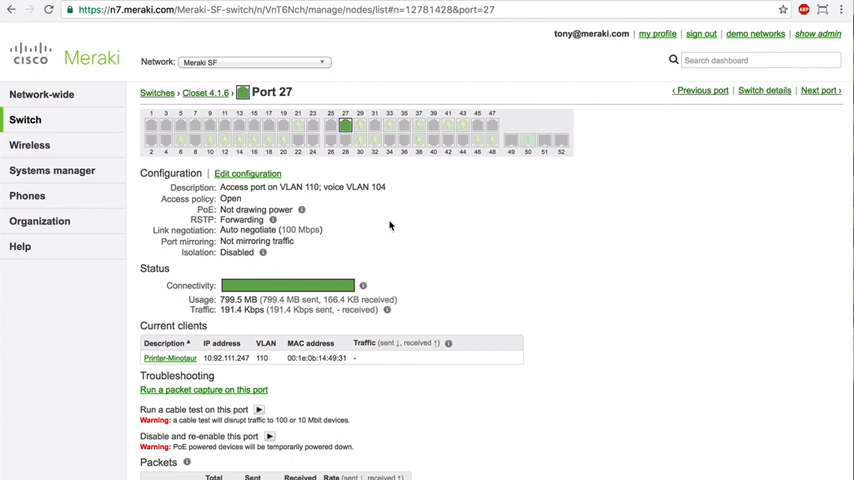 https://n7.meraki.com/Meraki-SF-switch/n/VnT6Nch/manage/nodes/list#n=12781428&port=27
ABP
tony@meraki.com | my profile | sign out | demo networks | show admin
CISCO Meraki
Network: Meraki SF
Search dashboard
Network-wide
Switch
Wireless
Systems manager
Phones
Organization
Help
Switches › Closet 4.1.6 › Port 27
‹ Previous port | Switch details | Next port ›
1 3 5 7 9 11 13 15 17 19 21 23 25 27 29 31 33 35 37 39 41 43 45 47
2 4 6 8 10 12 14 16 18 20 22 24 26 28 30 32 34 36 38 40 42 44 46 48 49 50 51 52
Configuration | Edit configuration
Description: Access port on VLAN 110; voice VLAN 104
Access policy: Open
PoE: Not drawing power i
RSTP: Forwarding i
Link negotiation: Auto negotiate (100 Mbps)
Port mirroring: Not mirroring traffic
Isolation: Disabled i
Status
Connectivity: i
Usage: 799.5 MB (799.4 MB sent, 166.4 KB received)
Traffic: 191.4 Kbps (191.4 Kbps sent, - received) i
Current clients
Description IP address VLAN MAC address Traffic (sent ↓, received ↑) i
Printer-Minotaur 10.92.111.247 110 00:1e:0b:14:49:31 -
Troubleshooting
Run a packet capture on this port
Run a cable test on this port
Warning: a cable test will disrupt traffic to 100 or 10 Mbit devices.
Disable and re-enable this port
Warning: PoE powered devices will be temporarily powered down.
Packets i
Total Sent Received Rate (sent ↓, received ↑)